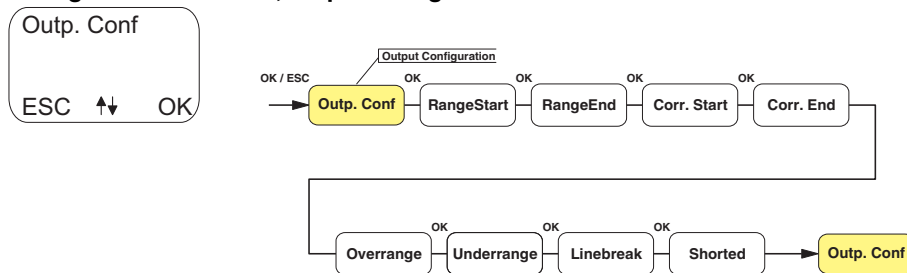 Outp. Conf
ESC OK
Output Configuration
OK / ESC OK OK OK OK
Outp. Conf RangeStart RangeEnd Corr. Start Corr. End
OK OK OK
Overrange Underrange Linebreak Shorted Outp. Conf